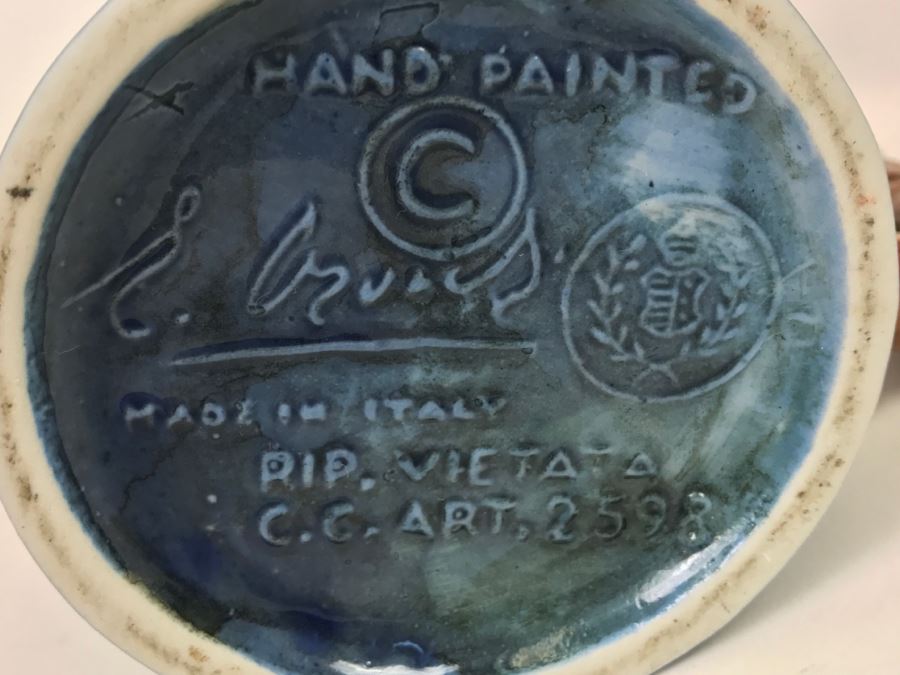 HAND PAINTED
©
MADE IN ITALY
RIP. VIETATA
C.C. ART. 2598